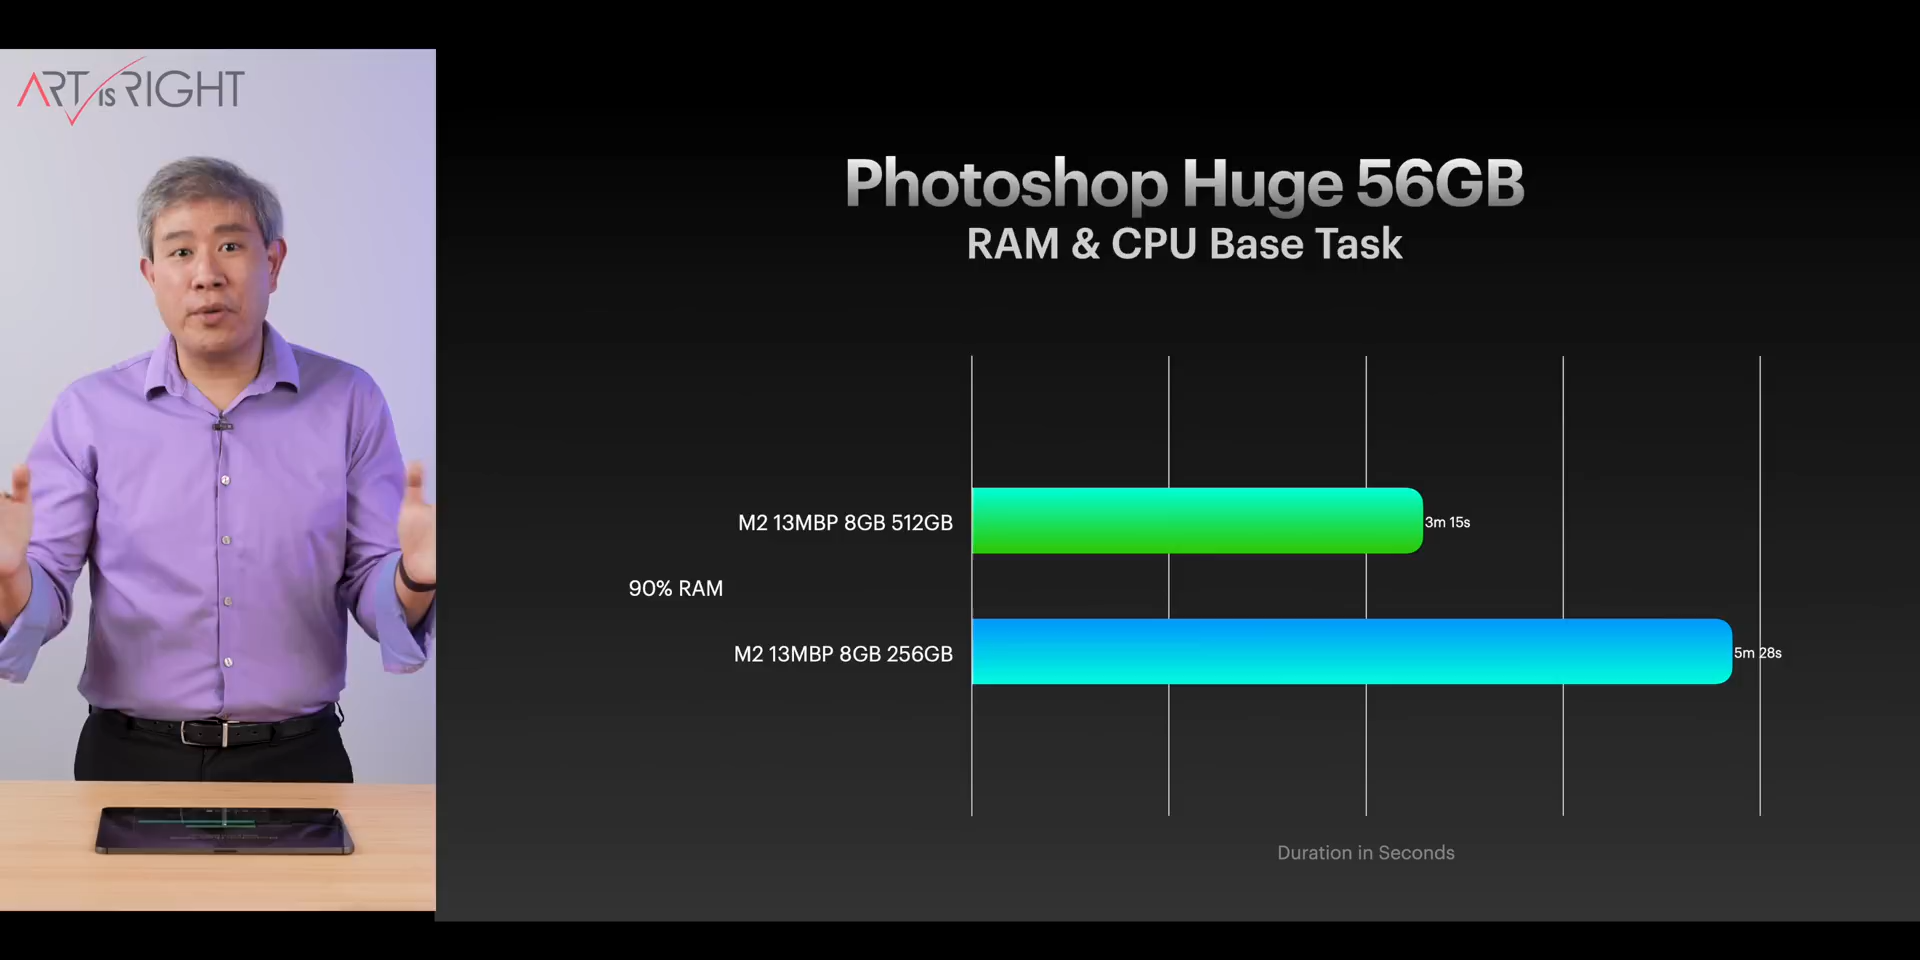 ART IS RIGHT
Photoshop Huge 56GB
RAM & CPU Base Task
M2 13MBP 8GB 512GB
3m 15s
90% RAM
M2 13MBP 8GB 256GB
5m 28s
Duration in Seconds